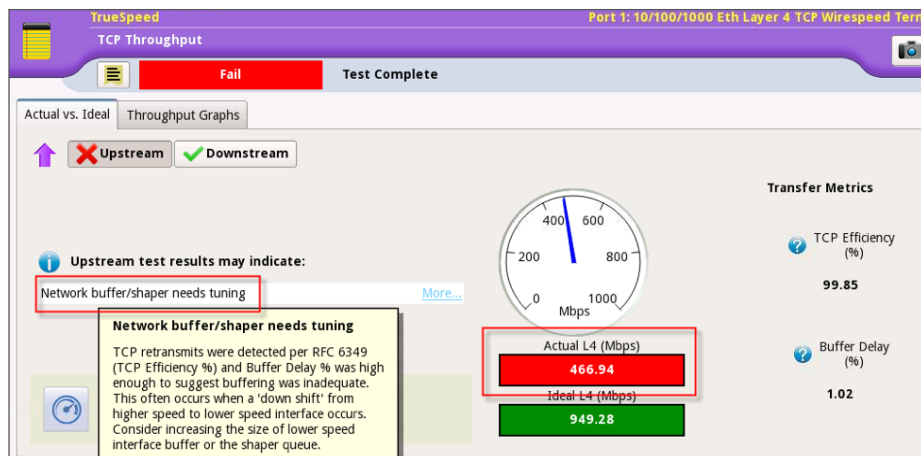 TrueSpeed
Port 1: 10/100/1000 Eth Layer 4 TCP Wirespeed
TCP Throughput
Fail
Test Complete
Actual vs. Ideal
Throughput Graphs
Upstream
Downstream
Transfer Metrics
400
600
200
800
0
1000
Mbps
TCP Efficiency
(%)
99.85
Upstream test results may indicate:
Network buffer/shaper needs tuning
More...
Network buffer/shaper needs tuning
TCP retransmits were detected per RFC 6349
(TCP Efficiency %) and Buffer Delay % was high
enough to suggest buffering was inadequate.
This often occurs when a 'down shift' from
higher speed to lower speed interface occurs.
Consider increasing the size of lower speed
interface buffer or the shaper queue.
Actual L4 (Mbps)
466.94
Ideal L4 (Mbps)
949.28
Buffer Delay
(%)
1.02